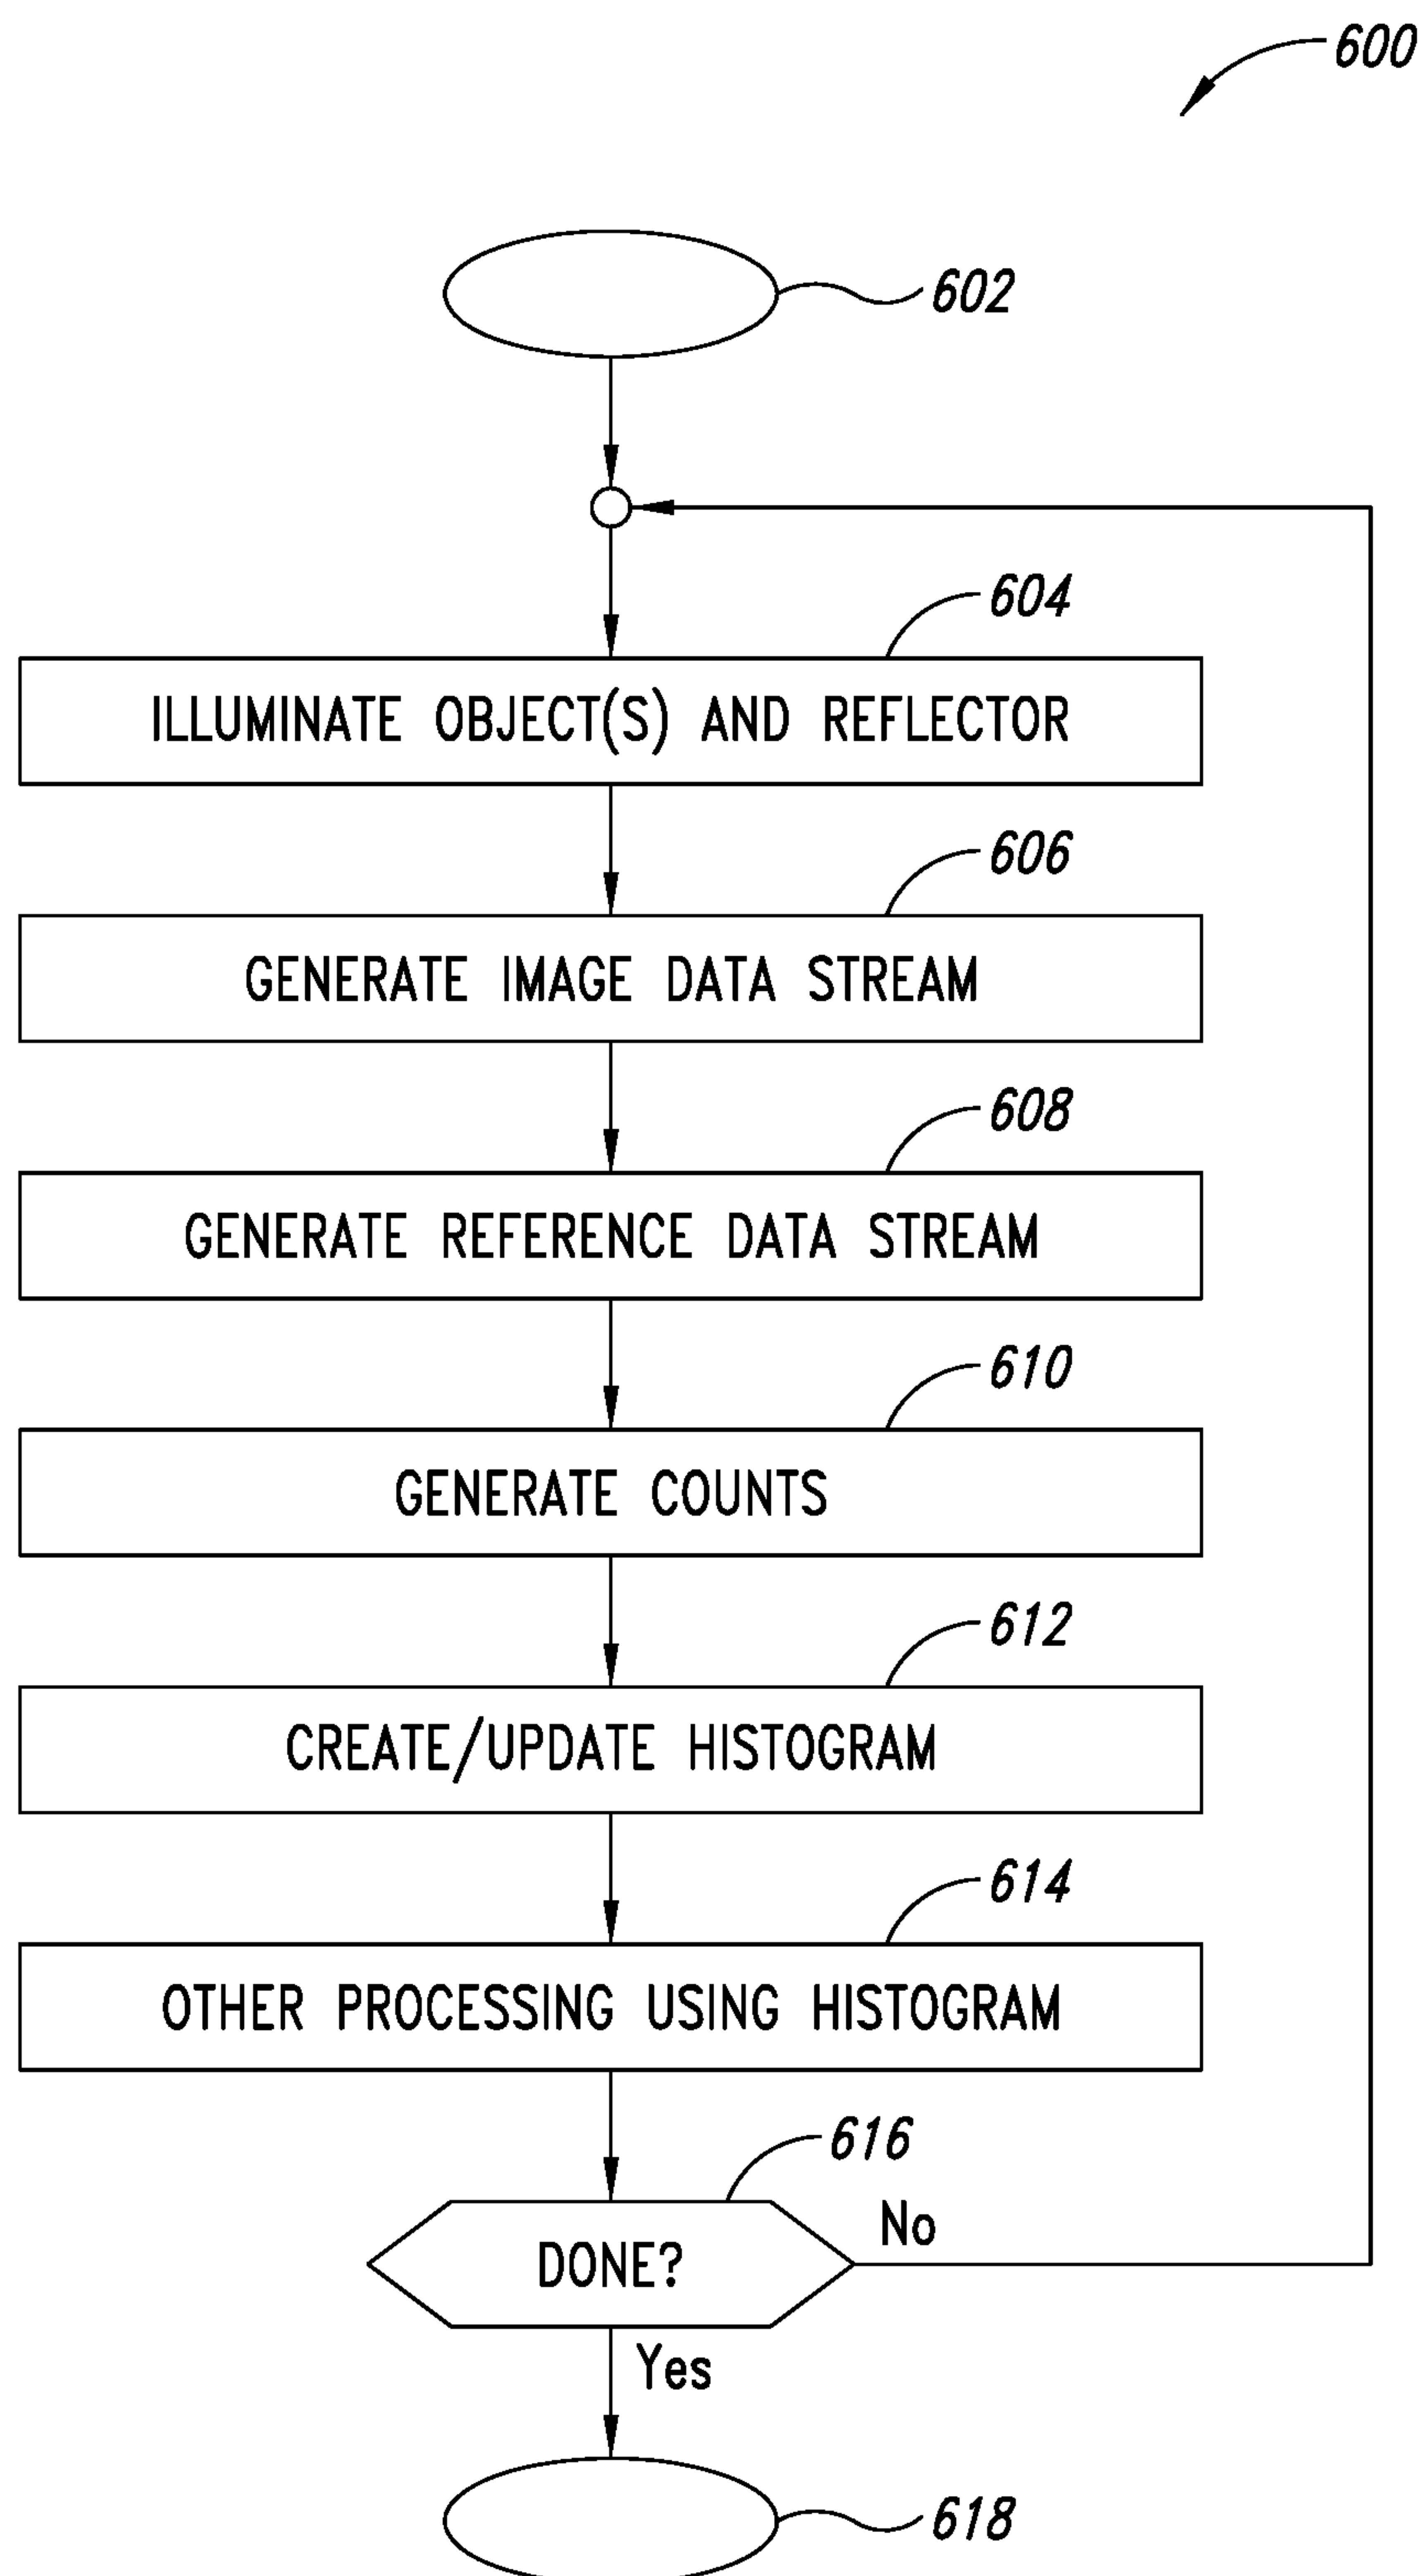 600
602
604
ILLUMINATE OBJECT(S) AND REFLECTOR
606
GENERATE IMAGE DATA STREAM
608
GENERATE REFERENCE DATA STREAM
610
GENERATE COUNTS
612
CREATE/UPDATE HISTOGRAM
614
OTHER PROCESSING USING HISTOGRAM
616
No
DONE?
Yes
618